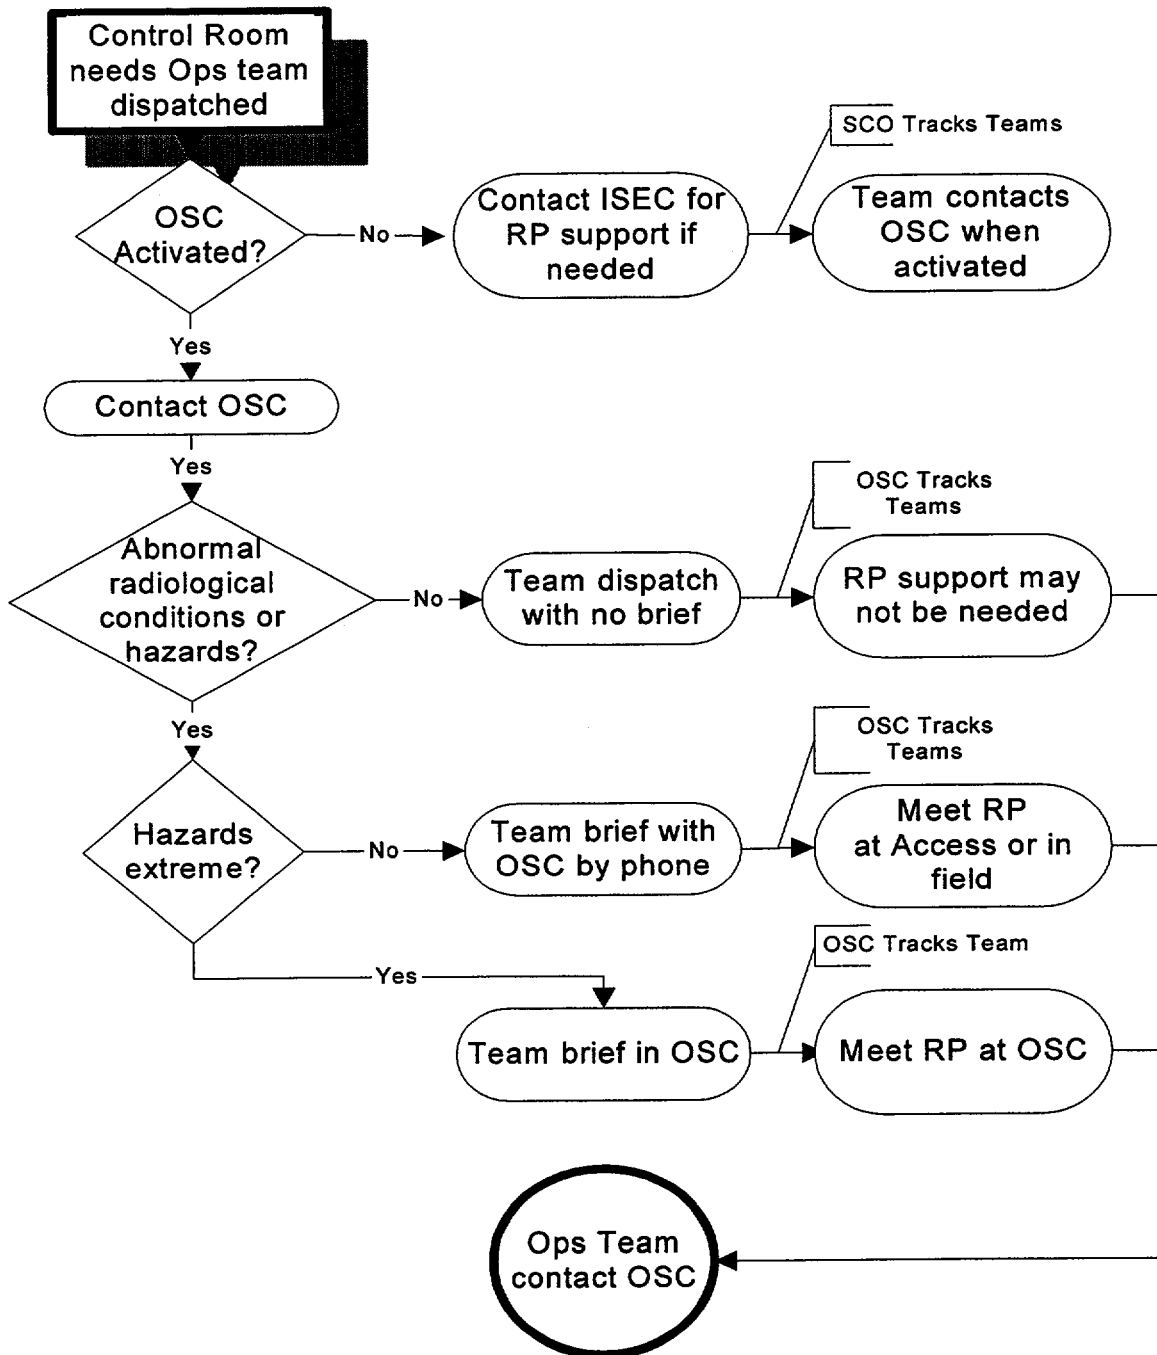 Control Room
needs Ops team
dispatched
SCO Tracks Teams
OSC
Activated?
No
Contact ISEC for
RP support if
needed
Team contacts
OSC when
activated
Yes
Contact OSC
Yes
OSC Tracks
Teams
Abnormal
radiological
conditions or
hazards?
No
Team dispatch
with no brief
RP support may
not be needed
Yes
OSC Tracks
Teams
Hazards
extreme?
No
Team brief with
OSC by phone
Meet RP
at Access or in
field
OSC Tracks Team
Yes
Team brief in OSC
Meet RP at OSC
Ops Team
contact OSC